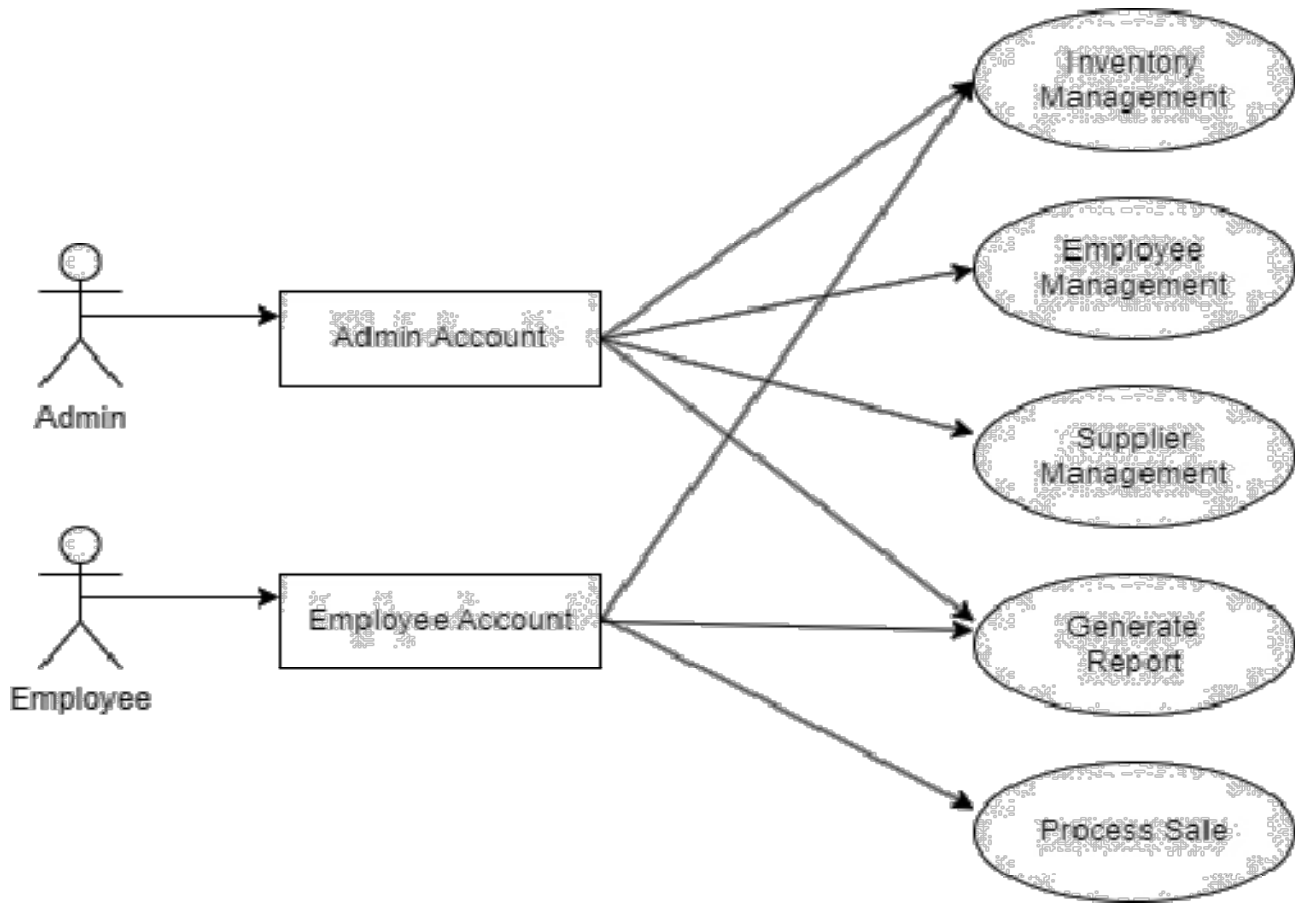 Inventory
Management
Employee
Management
Admin Account
Admin
Supplier
Management
Employee Account
Generate
Report
Employee
Process Sale